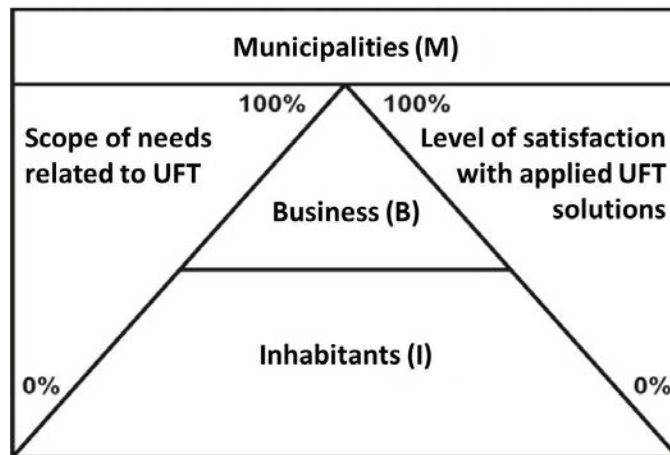 Municipalities (M)
100%
100%
Scope of needs
related to UFT
Level of satisfaction
with applied UFT
solutions
Business (B)
Inhabitants (I)
0%
0%